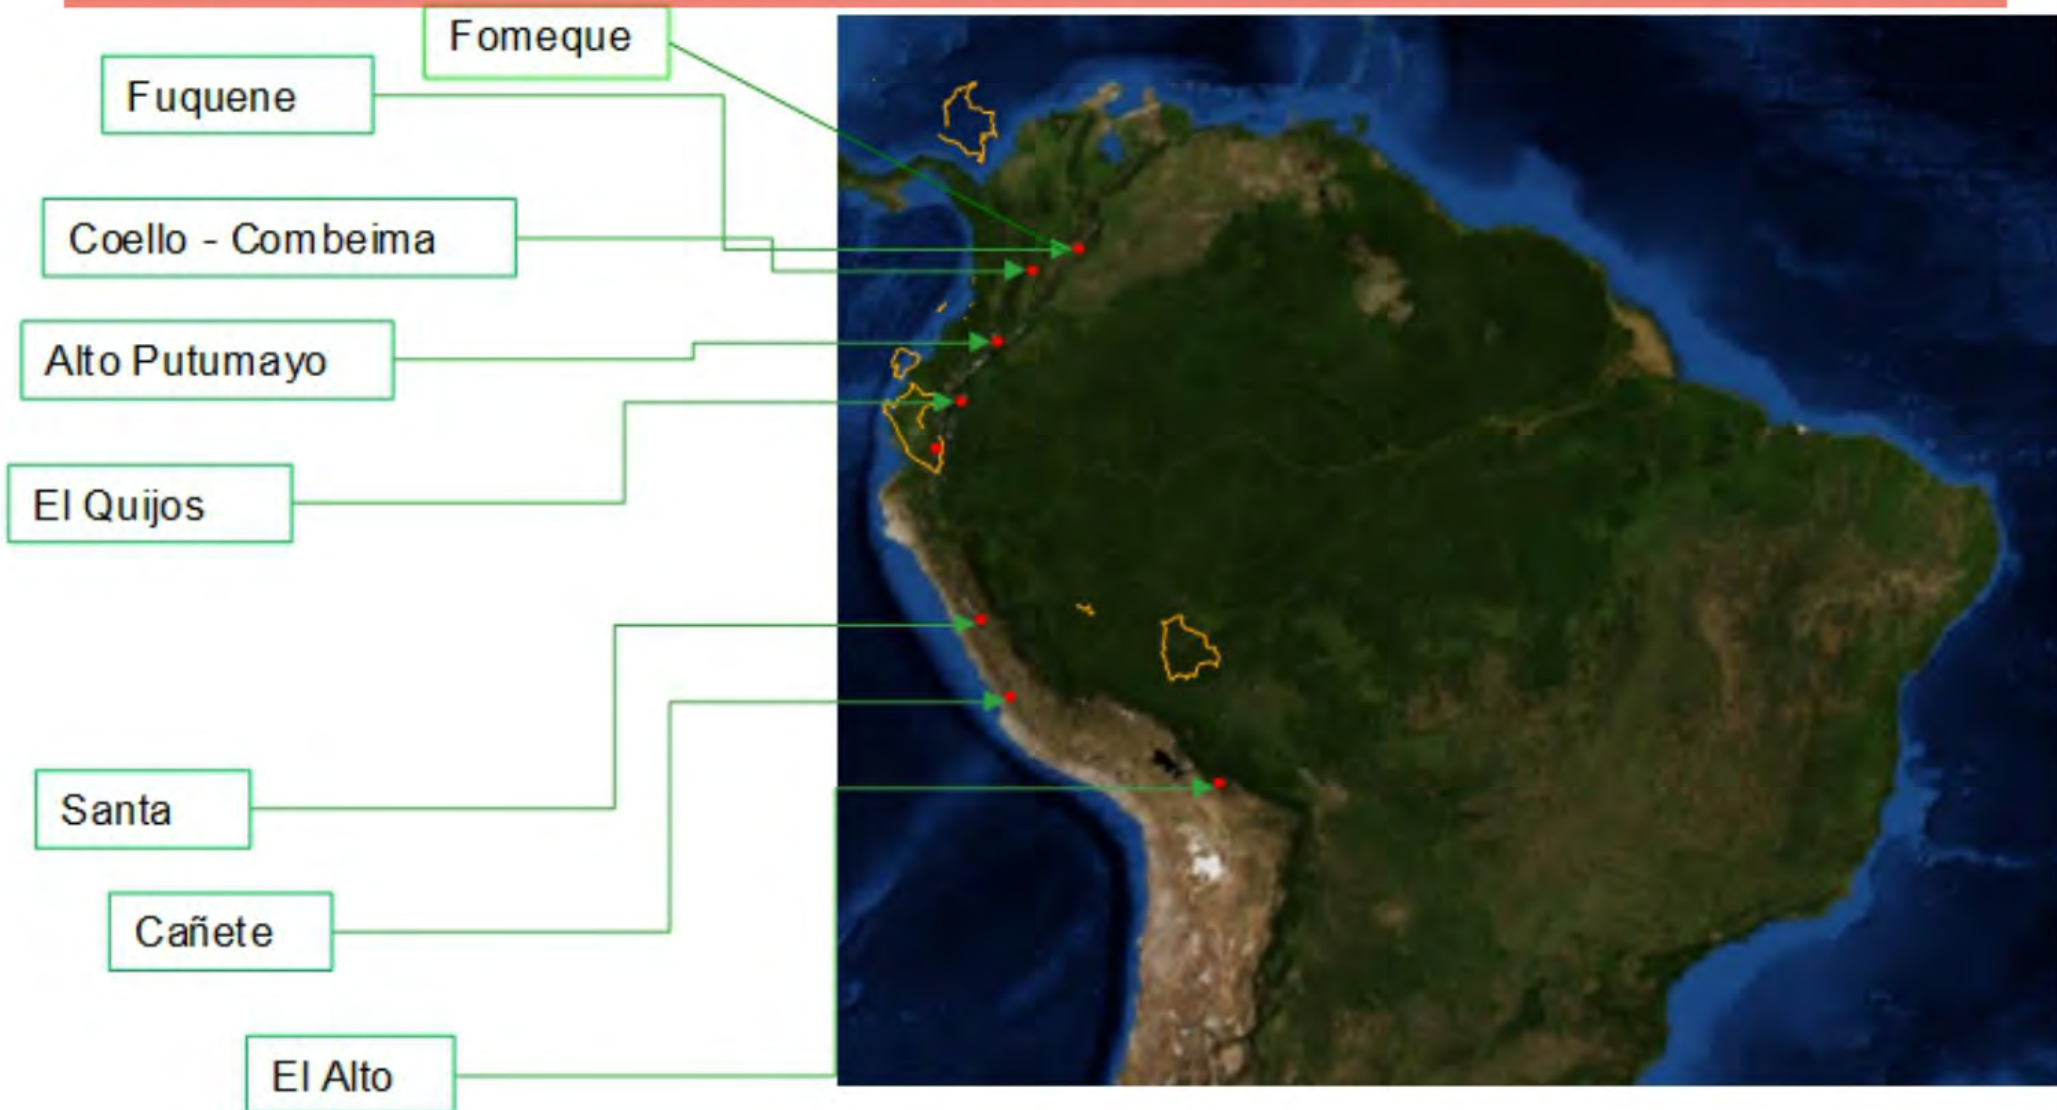 Fomeque
Fuquene
Coello - Combeima
Alto Putumayo
El Quijos
Santa
Cañete
El Alto